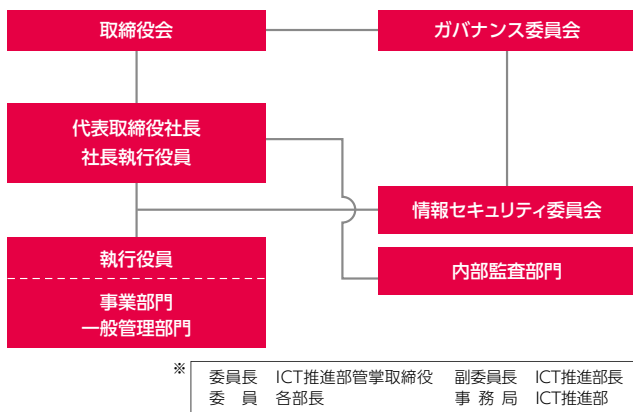 取締役会
ガバナンス委員会
代表取締役社長
社長執行役員
情報セキュリティ委員会
執行役員
内部監査部門
事業部門
一般管理部門
※
委員長 ICT推進部管掌取締役 副委員長 ICT推進部長
委員 各部長 事務局 ICT推進部